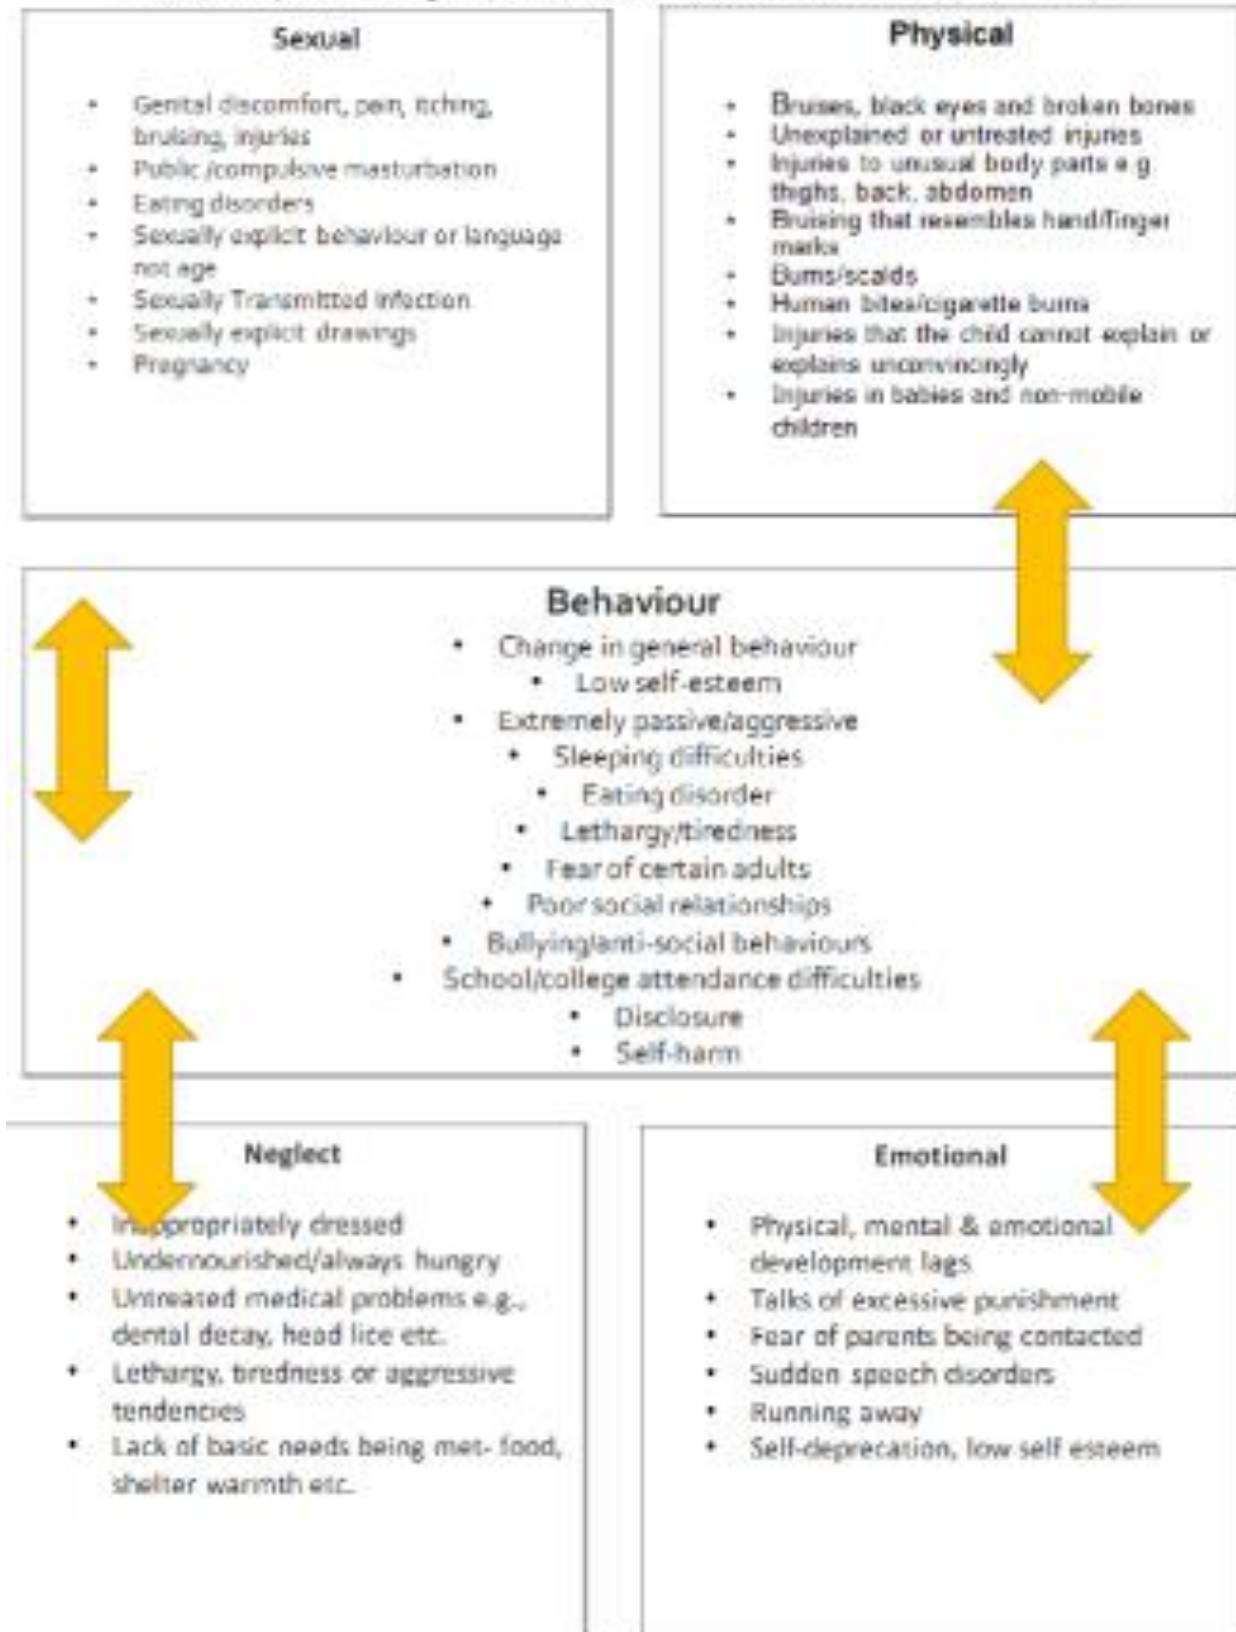 Sexual
Genital discomfort, pain, itching,
bruising, injuries
Public /compulsive masturbation
Eating disorders
Sexually explicit behaviour or language
not age
Sexually Transmitted Infection
Sexually explicit drawings
Pregnancy
Physical
Bruises, black eyes and broken bones
Unexplained or untreated injuries
Injuries to unusual body parts e.g
thighs, back, abdomen
Bruising that resembles hand/finger
marks
Burns/scalds
Human bites/cigarette burns
Injuries that the child cannot explain or
explains unconvincingly
Injuries in babies and non-mobile
children
Behaviour
• Change in general behaviour
• Low self-esteem
• Extremely passive/aggressive
• Sleeping difficulties
• Eating disorder
• Lethargy/tiredness
• Fear of certain adults
• Poor social relationships
• Bullying/anti-social behaviours
• School/college attendance difficulties
• Disclosure
• Self-harm
Neglect
• Inappropriately dressed
• Undernourished/always hungry
• Untreated medical problems e.g.,
dental decay, head lice etc.
• Lethargy, tiredness or aggressive
tendencies
• Lack of basic needs being met- food,
shelter warmth etc.
Emotional
• Physical, mental & emotional
development lags
• Talks of excessive punishment
• Fear of parents being contacted
• Sudden speech disorders
• Running away
• Self-deprecation, low self esteem